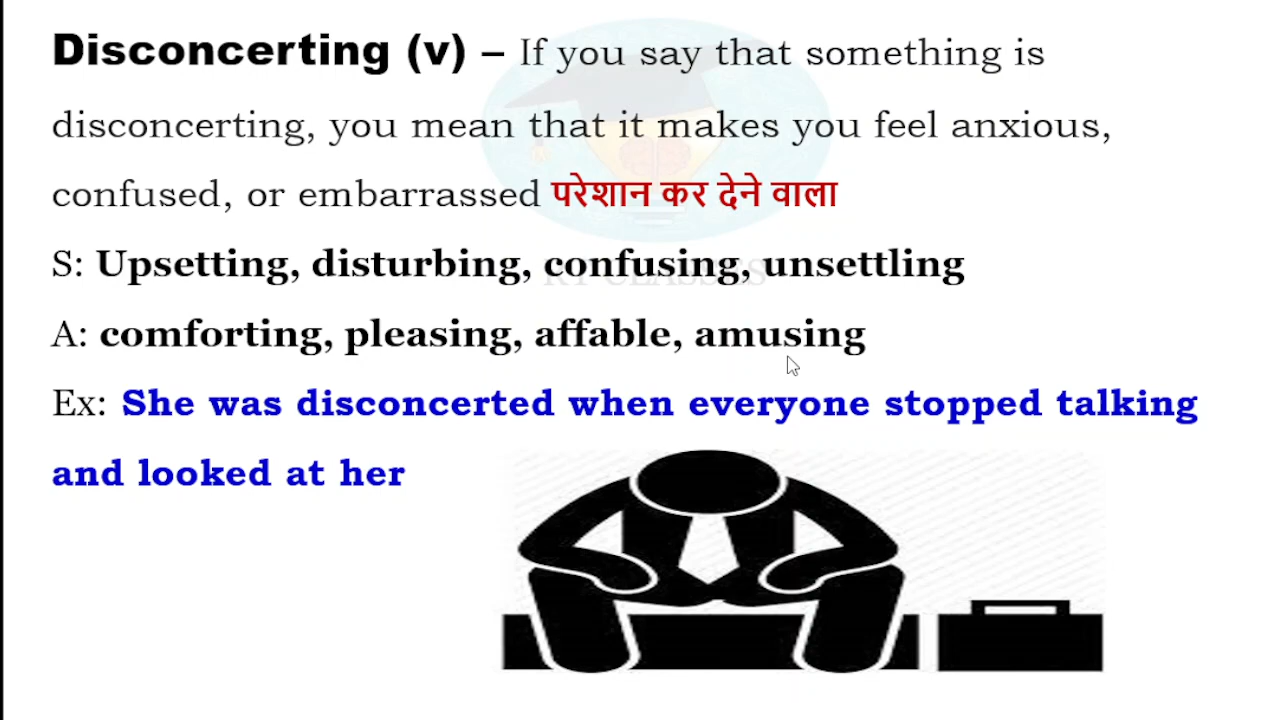 Disconcerting (v) – If you say that something is
disconcerting, you mean that it makes you feel anxious,
confused, or embarrassed परेशान कर देने वाला
S: Upsetting, disturbing, confusing, unsettling
A: comforting, pleasing, affable, amusing
Ex: She was disconcerted when everyone stopped talking
and looked at her